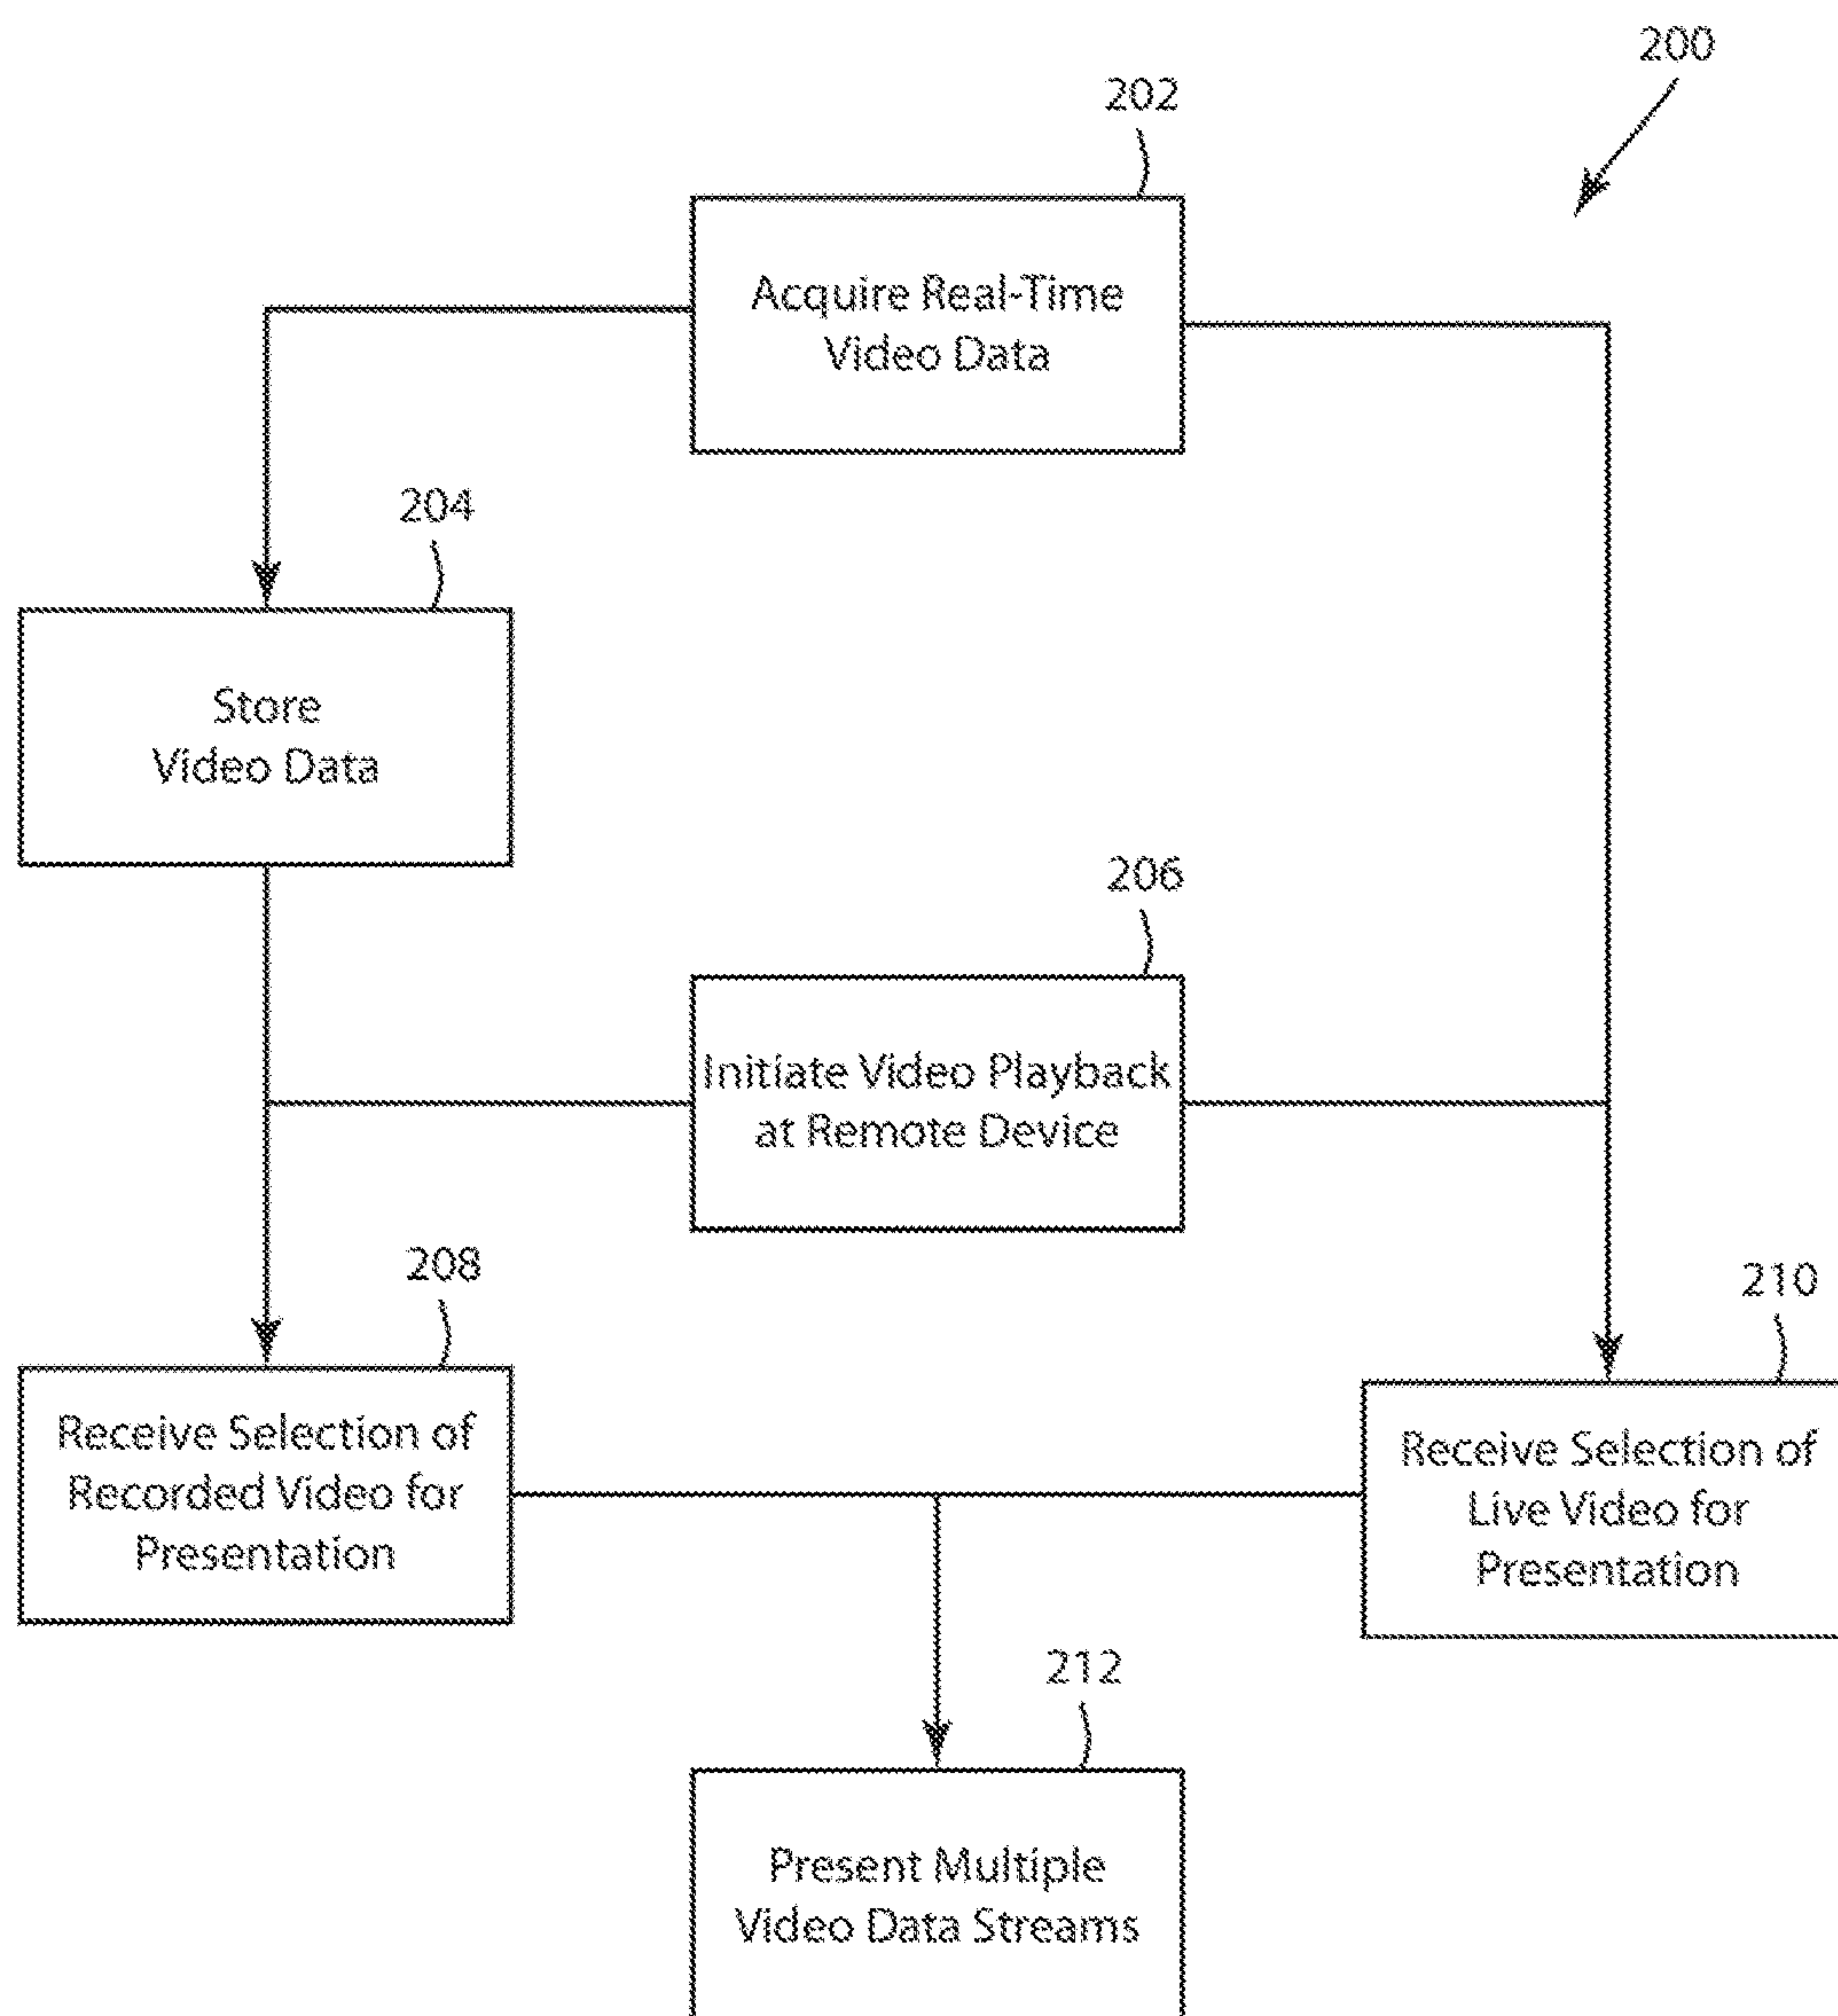 200
202
Acquire Real-Time
Video Data
204
Store
Video Data
206
Initiate Video Playback
at Remote Device
208
Receive Selection of
Recorded Video for
Presentation
210
Receive Selection of
Live Video for
Presentation
212
Present Multiple
Video Data Streams